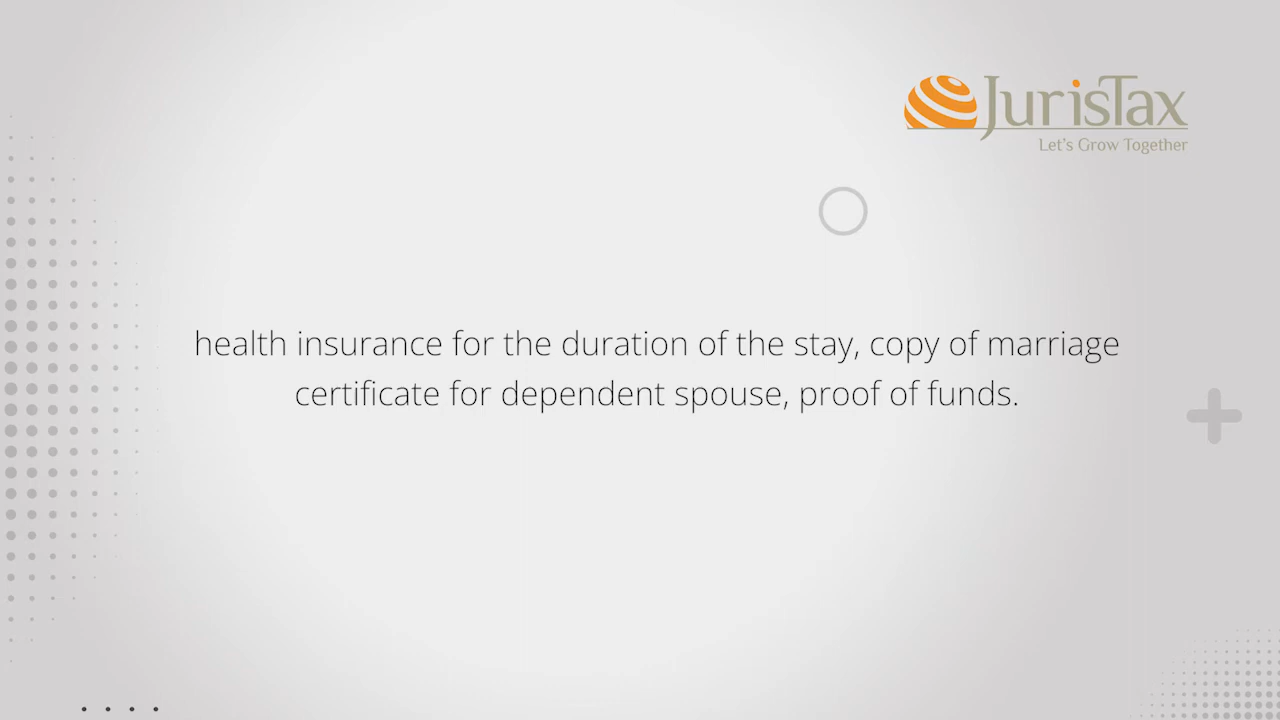 JurisTax
Let's Grow Together
health insurance for the duration of the stay, copy of marriage
certificate for dependent spouse, proof of funds.